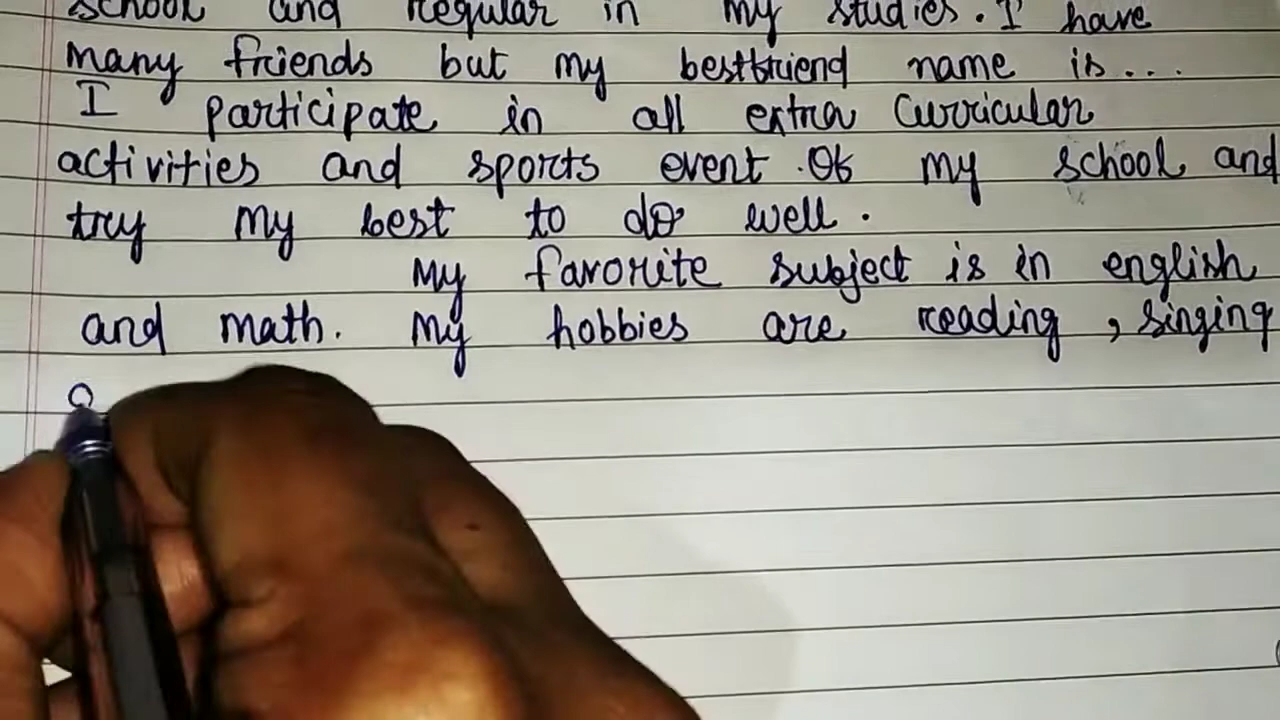 school and regular in my studies. I have
many friends but my bestfriend name is...
I participate in all extra Curricular
activities and sports event of my school and
try my best to do well.
My favorite subject is in english
and math. My hobbies are reading, singing